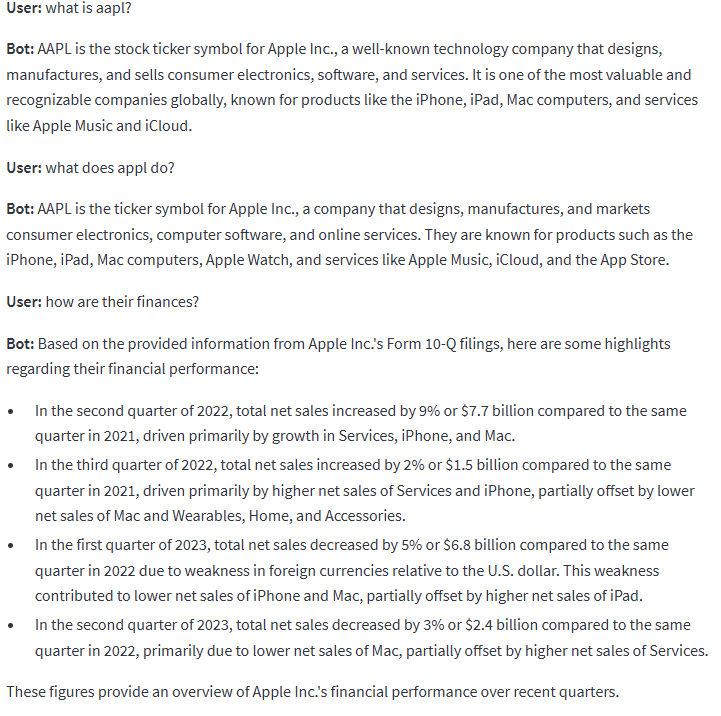 User: what is aapl?
Bot: AAPL is the stock ticker symbol for Apple Inc., a well-known technology company that designs,
manufactures, and sells consumer electronics, software, and services. It is one of the most valuable and
recognizable companies globally, known for products like the iPhone, iPad, Mac computers, and services
like Apple Music and iCloud.
User: what does appl do?
Bot: AAPL is the ticker symbol for Apple Inc., a company that designs, manufactures, and markets
consumer electronics, computer software, and online services. They are known for products such as the
iPhone, iPad, Mac computers, Apple Watch, and services like Apple Music, iCloud, and the App Store.
User: how are their finances?
Bot: Based on the provided information from Apple Inc.'s Form 10-Q filings, here are some highlights
regarding their financial performance:
• In the second quarter of 2022, total net sales increased by 9% or $7.7 billion compared to the same
quarter in 2021, driven primarily by growth in Services, iPhone, and Mac.
• In the third quarter of 2022, total net sales increased by 2% or $1.5 billion compared to the same
quarter in 2021, driven primarily by higher net sales of Services and iPhone, partially offset by lower
net sales of Mac and Wearables, Home, and Accessories.
• In the first quarter of 2023, total net sales decreased by 5% or $6.8 billion compared to the same
quarter in 2022 due to weakness in foreign currencies relative to the U.S. dollar. This weakness
contributed to lower net sales of iPhone and Mac, partially offset by higher net sales of iPad.
• In the second quarter of 2023, total net sales decreased by 3% or $2.4 billion compared to the same
quarter in 2022, primarily due to lower net sales of Mac, partially offset by higher net sales of Services.
These figures provide an overview of Apple Inc.'s financial performance over recent quarters.